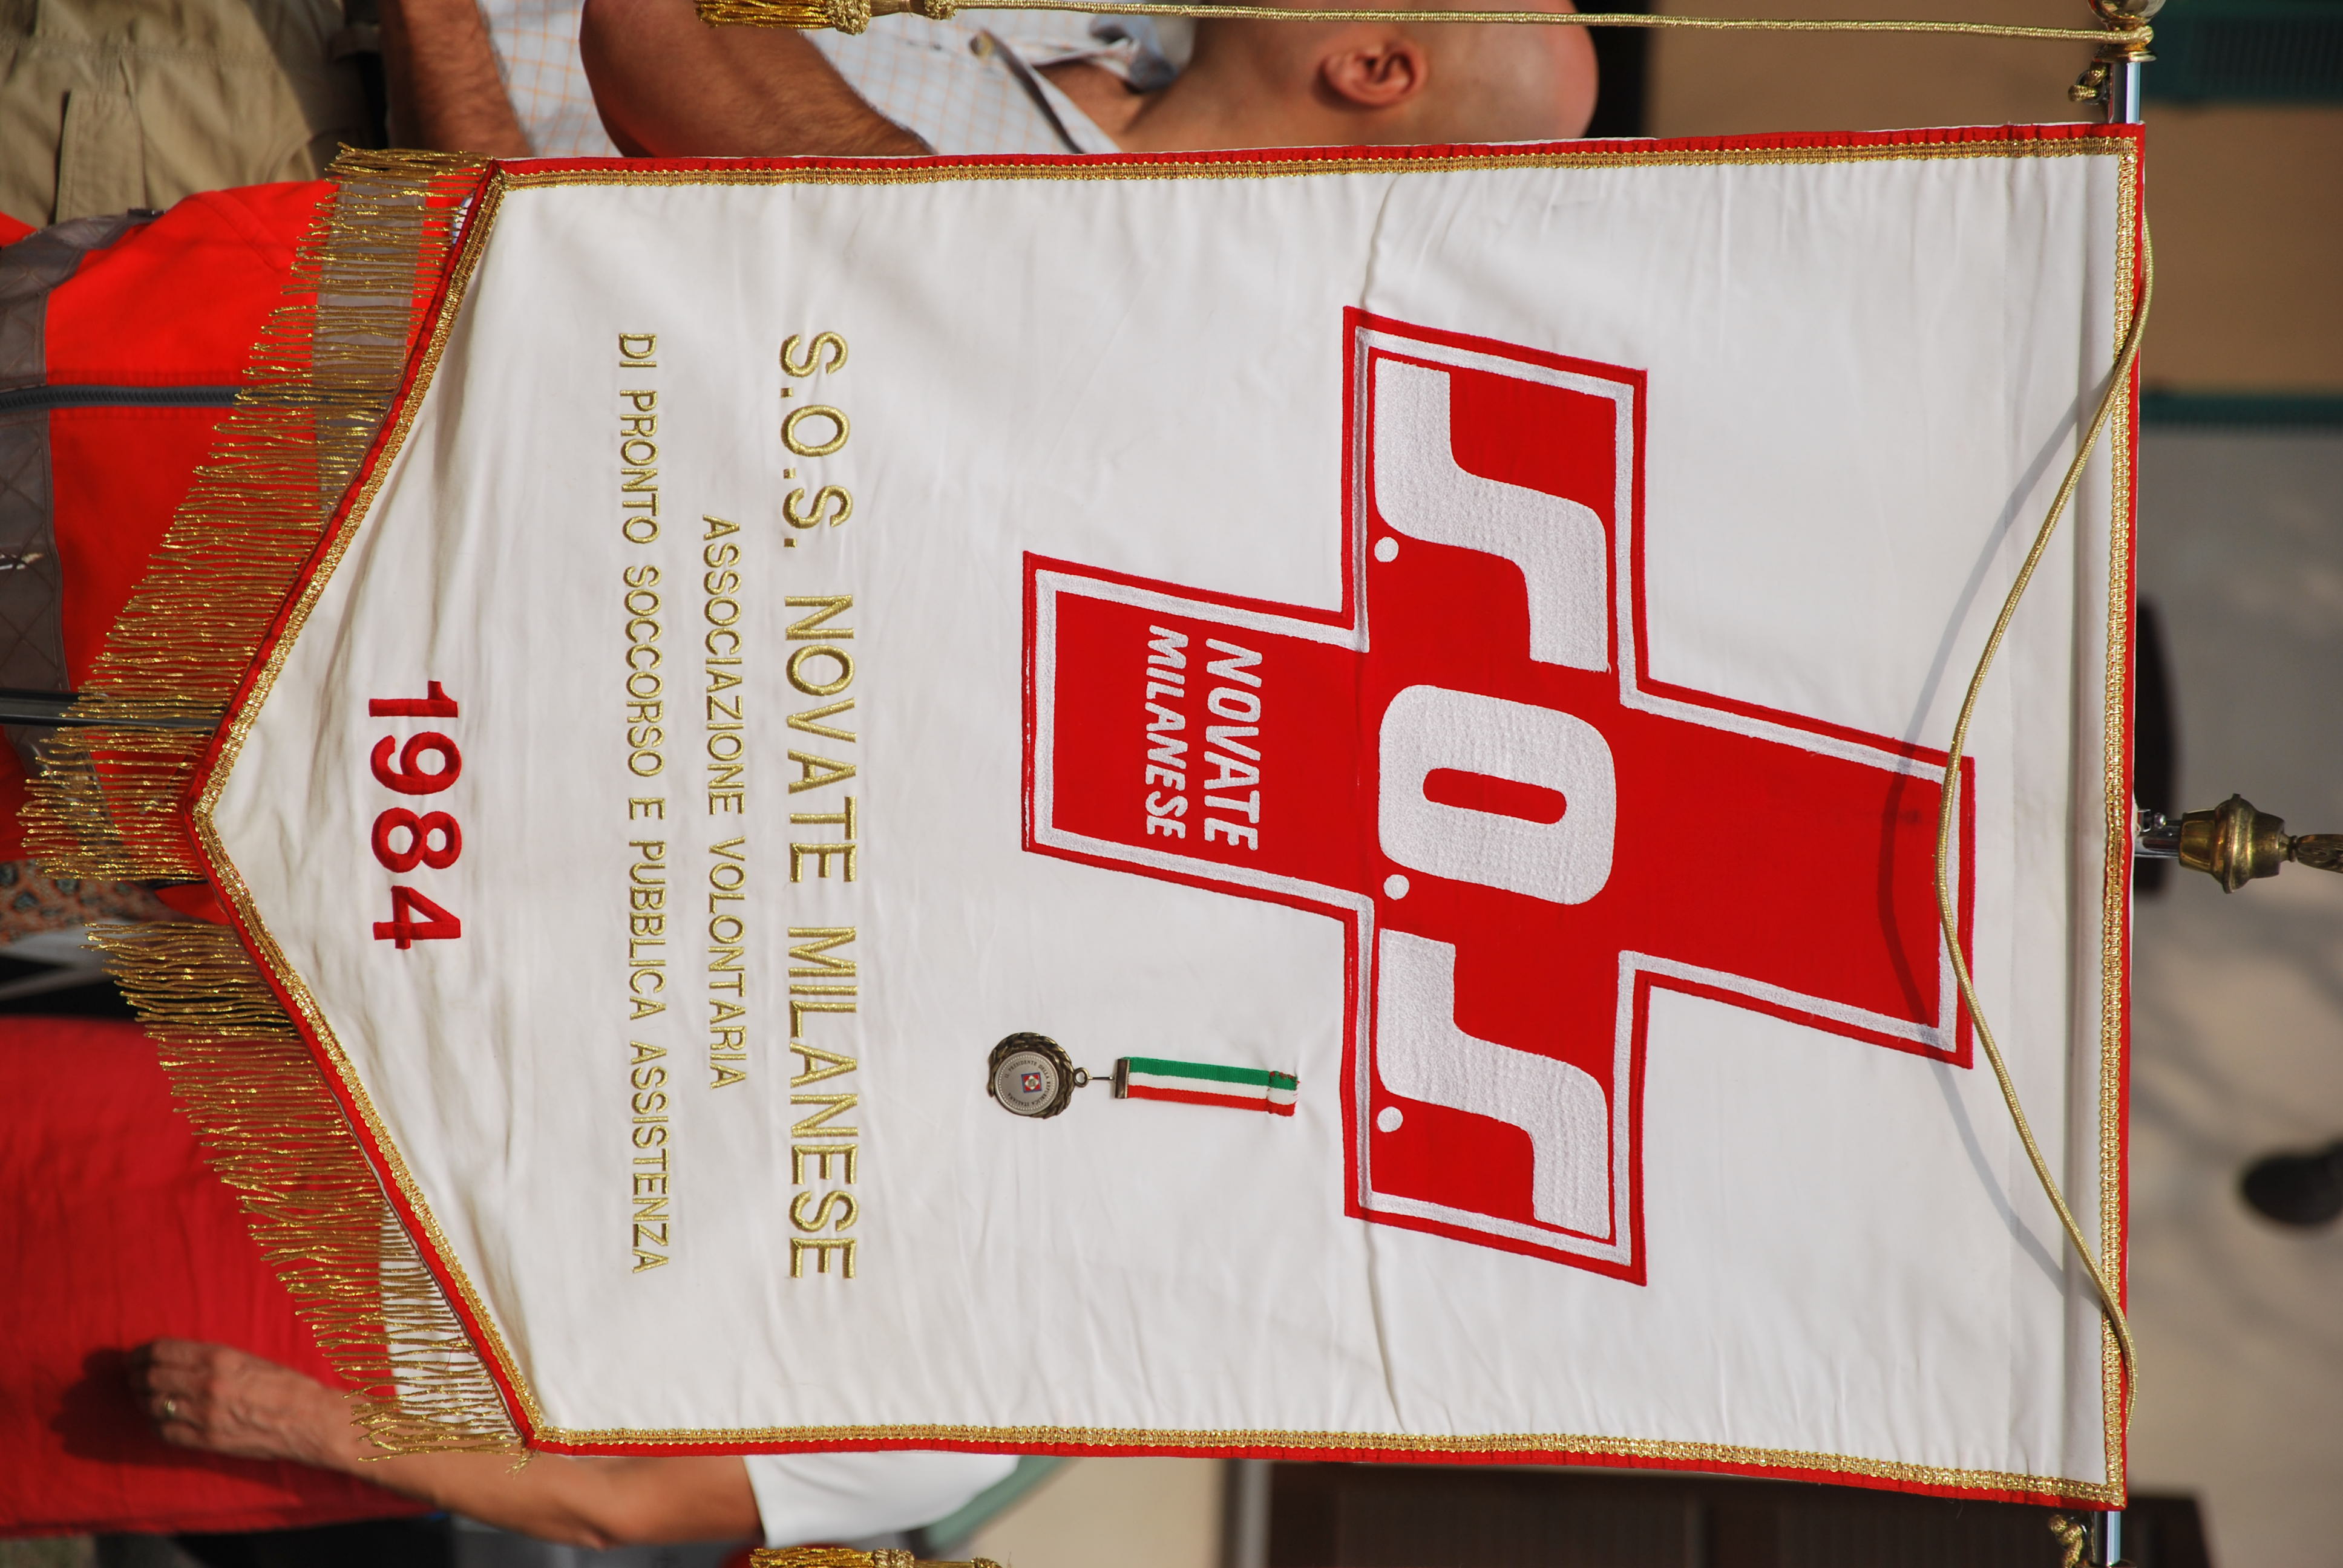 S.O.S.
NOVATE
MILANESE
S.O.S. NOVATE MILANESE
ASSOCIAZIONE VOLONTARIA
DI PRONTO SOCCORSO E PUBBLICA ASSISTENZA
1984